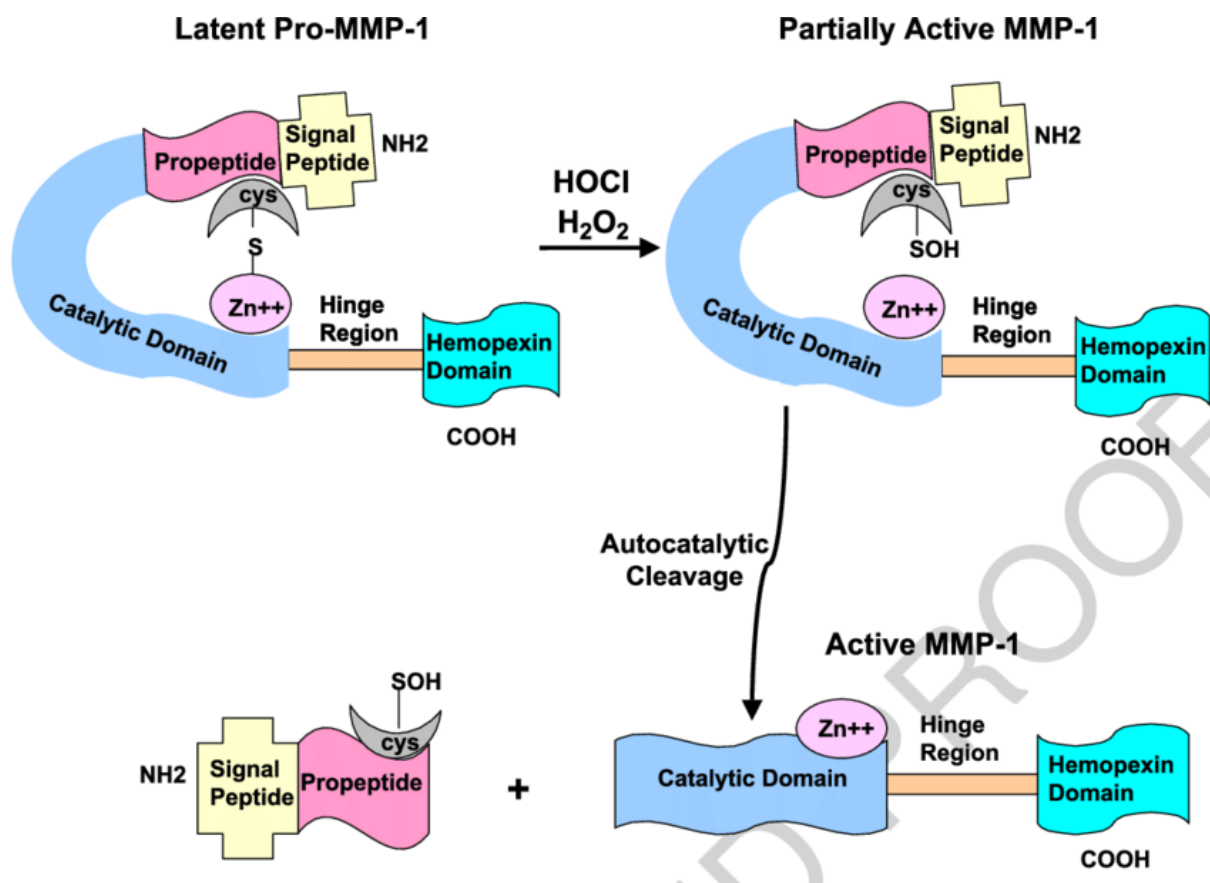 Latent Pro-MMP-1
Partially Active MMP-1
Signal
Peptide
NH2
Propeptide
cys
S
Zn++
Catalytic Domain
Hinge
Region
Hemopexin
Domain
COOH
HOCl
H₂O₂
Signal
Peptide
NH2
Propeptide
cys
SOH
Zn++
Catalytic Domain
Hinge
Region
Hemopexin
Domain
COOH
Autocatalytic
Cleavage
Active MMP-1
SOH
cys
NH2
Signal
Peptide
Propeptide
+
Zn++
Catalytic Domain
Hinge
Region
Hemopexin
Domain
COOH
D PROOF